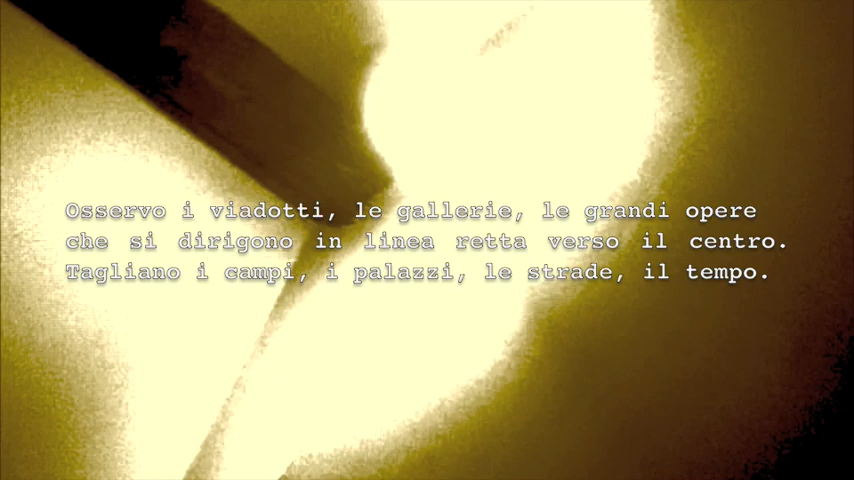 Osservo i viadotti, le gallerie, le grandi opere
che si dirigono in linea retta verso il centro.
Tagliano i campi, i palazzi, le strade, il tempo.